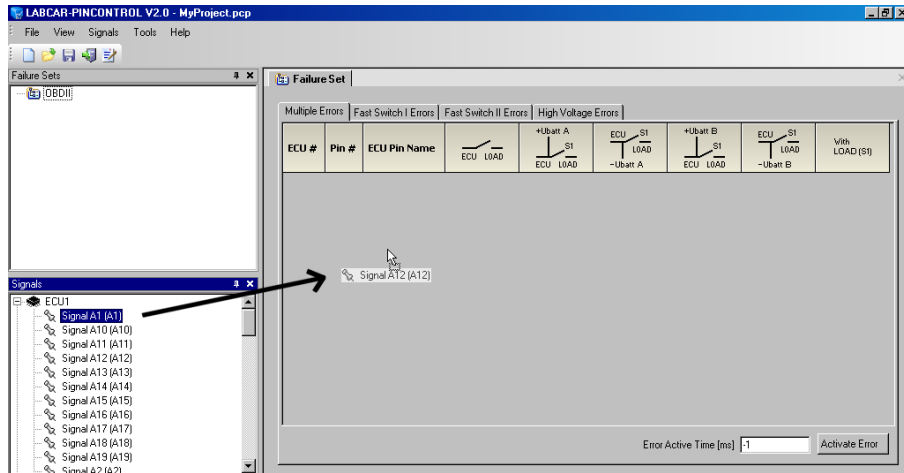 LABCAR-PINCONTROL V2.0 - MyProject.pcp
File View Signals Tools Help
Failure Sets
OBDII
Failure Set
Multiple Errors Fast Switch I Errors Fast Switch II Errors High Voltage Errors
ECU # Pin # ECU Pin Name
ECU LOAD
+Ubatt A
S1
ECU LOAD
ECU S1
LOAD
-Ubatt A
+Ubatt B
S1
ECU LOAD
ECU S1
LOAD
-Ubatt B
With
LOAD (S1)
Signal A12 (A12)
Signals
ECU1
Signal A1 (A1)
Signal A10 (A10)
Signal A11 (A11)
Signal A12 (A12)
Signal A13 (A13)
Signal A14 (A14)
Signal A15 (A15)
Signal A16 (A16)
Signal A17 (A17)
Signal A18 (A18)
Signal A19 (A19)
Signal A2 (A2)
Error Active Time [ms] -1 Activate Error